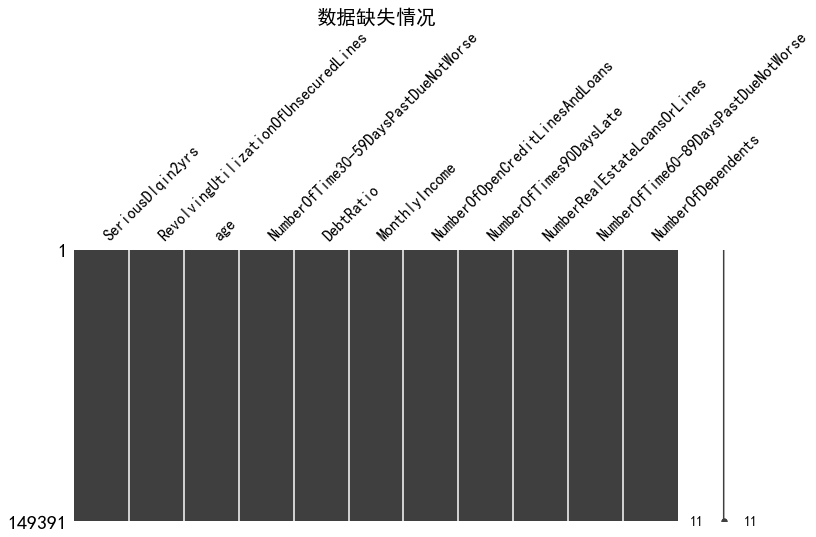 数据缺失情况
SeriousDlqin2yrs
RevolvingUtilizationOfUnsecuredLines
age
NumberOfTime30-59DaysPastDueNotWorse
DebtRatio
MonthlyIncome
NumberOfOpenCreditLinesAndLoans
NumberOfTimes90DaysLate
NumberRealEstateLoansOrLines
NumberOfTime60-89DaysPastDueNotWorse
NumberOfDependents
1
149391
11
11